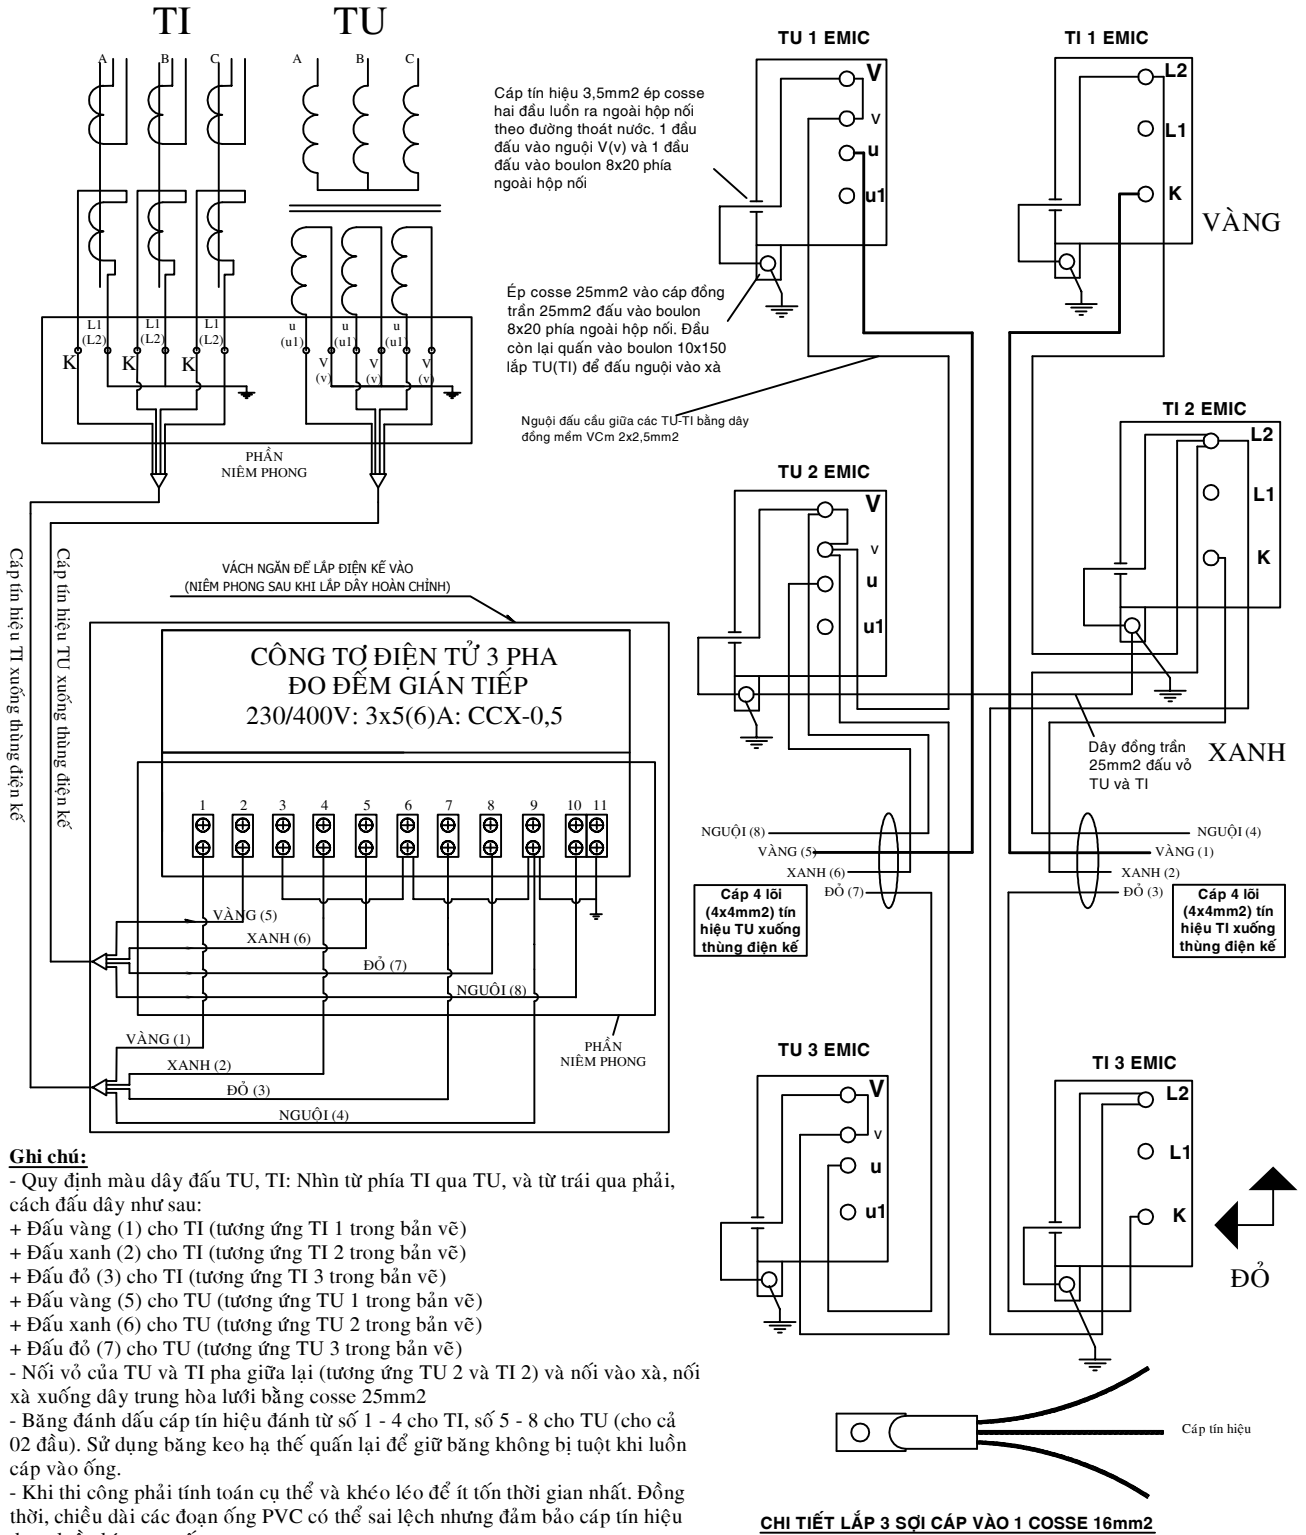 TI
TU
A
B
C
A
B
C
L1
(L2)
L1
(L2)
L1
(L2)
u
(u1)
u
(u1)
u
(u1)
K
K
K
V
(v)
V
(v)
V
(v)
PHẦN
NIÊM PHONG
Cáp tín hiệu TI xuống thùng điện kế
Cáp tín hiệu TU xuống thùng điện kế
VÁCH NGĂN ĐỂ LẮP ĐIỆN KẾ VÀO
(NIÊM PHONG SAU KHI LẮP DÂY HOÀN CHỈNH)
CÔNG TƠ ĐIỆN TỬ 3 PHA
ĐO ĐẾM GIÁN TIẾP
230/400V: 3x5(6)A: CCX-0,5
1
2
3
4
5
6
7
8
9
10
11
VÀNG (5)
XANH (6)
ĐỎ (7)
NGUÔI (8)
VÀNG (1)
XANH (2)
ĐỎ (3)
NGUỘI (4)
PHẦN
NIÊM PHONG
TU 1 EMIC
V
v
u
u1
Cáp tín hiệu 3,5mm2 ép cosse
hai đầu luồn ra ngoài hộp nối
theo đường thoát nước. 1 đầu
đấu vào nguội V(v) và 1 đầu
đấu vào boulon 8x20 phía
ngoài hộp nối
Ép cosse 25mm2 vào cáp đồng
trần 25mm2 đấu vào boulon
8x20 phía ngoài hộp nối. Đầu
còn lại quấn vào boulon 10x150
lắp TU(TI) để đấu nguội vào xà
Nguội đấu cầu giữa các TU-TI bằng dây
đồng mềm VCm 2x2,5mm2
TI 1 EMIC
L2
L1
K
VÀNG
TU 2 EMIC
V
v
u
u1
TI 2 EMIC
L2
L1
K
XANH
Dây đồng trần
25mm2 đấu vỏ
TU và TI
NGUỘI (8)
VÀNG (5)
XANH (6)
ĐỎ (7)
Cáp 4 lõi
(4x4mm2) tín
hiệu TU xuống
thùng điện kế
NGUỘI (4)
VÀNG (1)
XANH (2)
ĐỎ (3)
Cáp 4 lõi
(4x4mm2) tín
hiệu TI xuống
thùng điện kế
TU 3 EMIC
V
v
u
u1
TI 3 EMIC
L2
L1
K
ĐỎ
Ghi chú:
- Quy định màu dây đấu TU, TI: Nhìn từ phía TI qua TU, và từ trái qua phải,
cách đấu dây như sau:
+ Đấu vàng (1) cho TI (tương ứng TI 1 trong bản vẽ)
+ Đấu xanh (2) cho TI (tương ứng TI 2 trong bản vẽ)
+ Đấu đỏ (3) cho TI (tương ứng TI 3 trong bản vẽ)
+ Đấu vàng (5) cho TU (tương ứng TU 1 trong bản vẽ)
+ Đấu xanh (6) cho TU (tương ứng TU 2 trong bản vẽ)
+ Đấu đỏ (7) cho TU (tương ứng TU 3 trong bản vẽ)
- Nối vỏ của TU và TI pha giữa lại (tương ứng TU 2 và TI 2) và nối vào xà, nối
xà xuống dây trung hòa lưới bằng cosse 25mm2
- Băng đánh dấu cáp tín hiệu đánh từ số 1 - 4 cho TI, số 5 - 8 cho TU (cho cả
02 đầu). Sử dụng băng keo hạ thế quấn lại để giữ băng không bị tuột khi luồn
cáp vào ống.
- Khi thi công phải tính toán cụ thể và khéo léo để ít tốn thời gian nhất. Đồng
thời, chiều dài các đoạn ống PVC có thể sai lệch nhưng đảm bảo cáp tín hiệu
Cáp tín hiệu
CHI TIẾT LẮP 3 SỢI CÁP VÀO 1 COSSE 16mm2